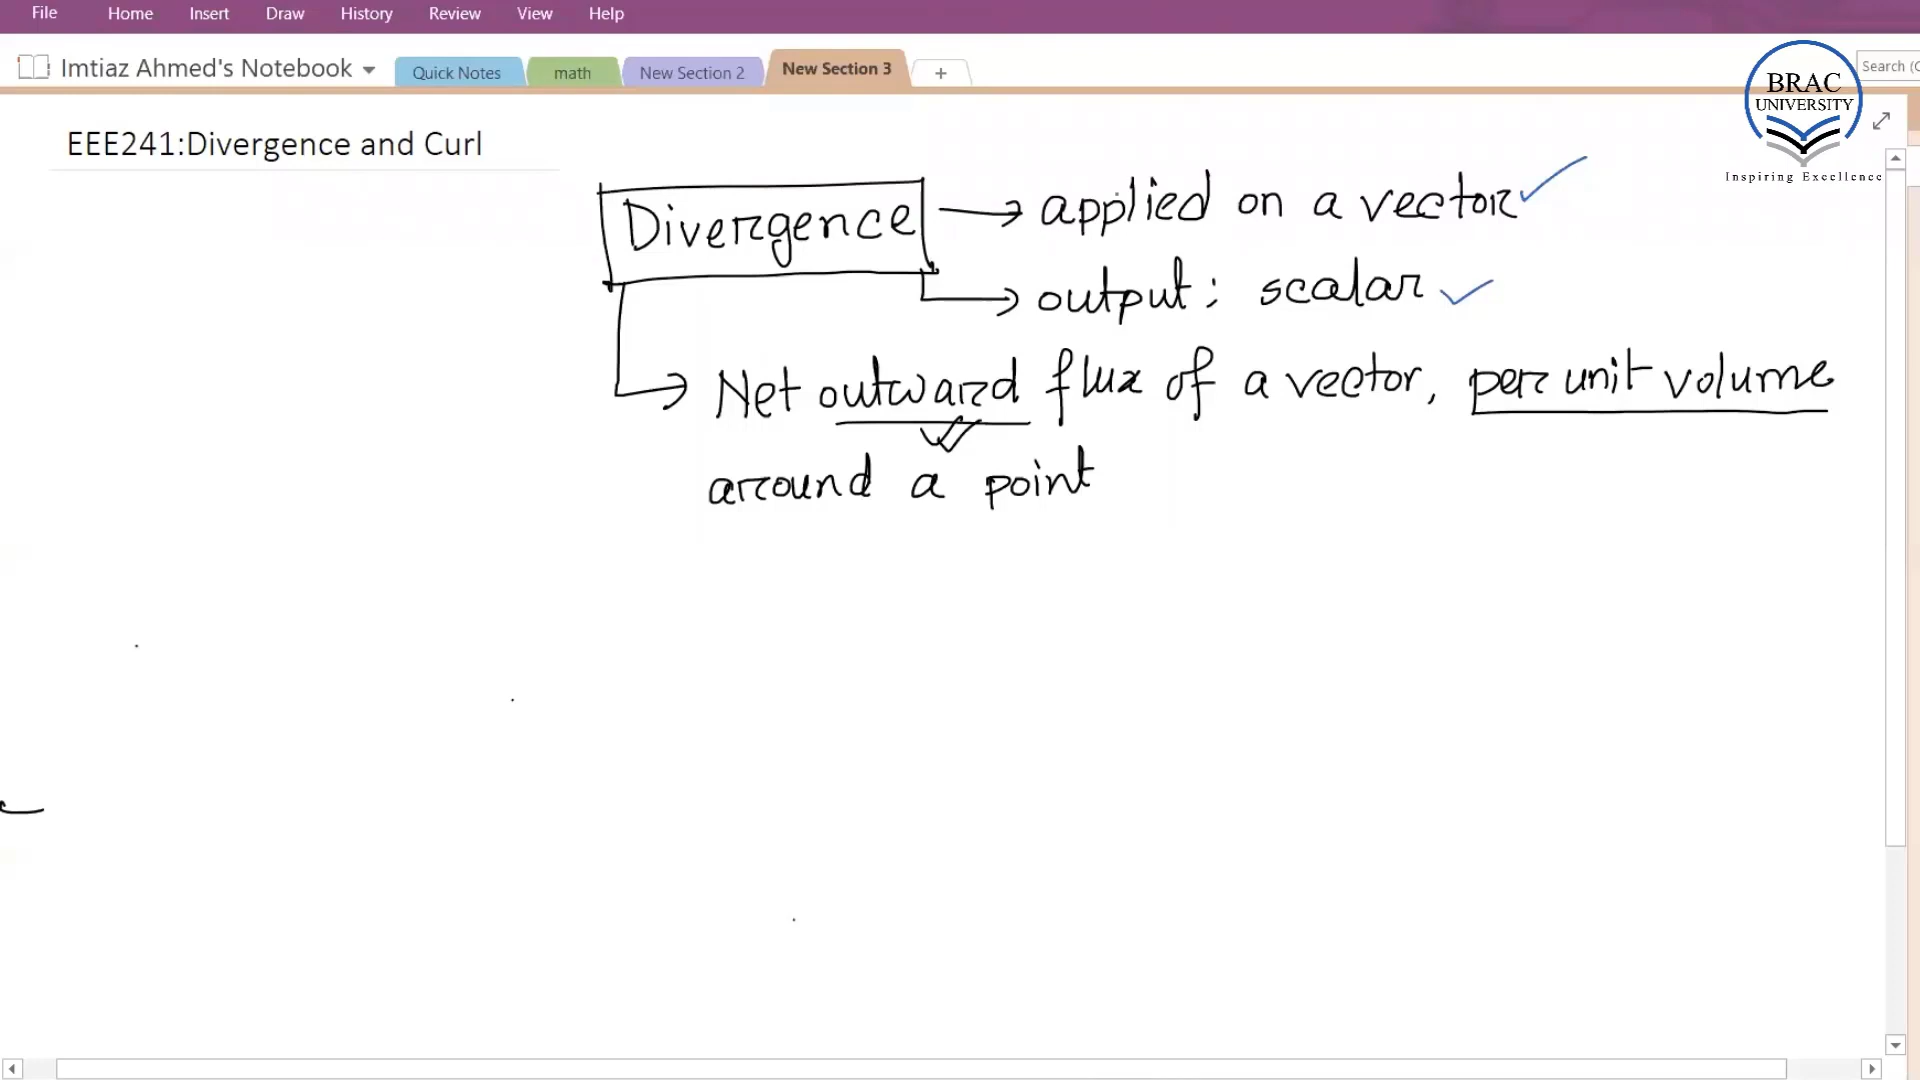 File Home Insert Draw History Review View Help
Imtiaz Ahmed's Notebook Quick Notes math New Section 2 New Section 3 +
Search (C
BRAC
UNIVERSITY
Inspiring Excellence
EEE241:Divergence and Curl
Divergence → applied on a vector ✓
→ output: scalar ✓
→ Net outward flux of a vector, per unit volume
around a point